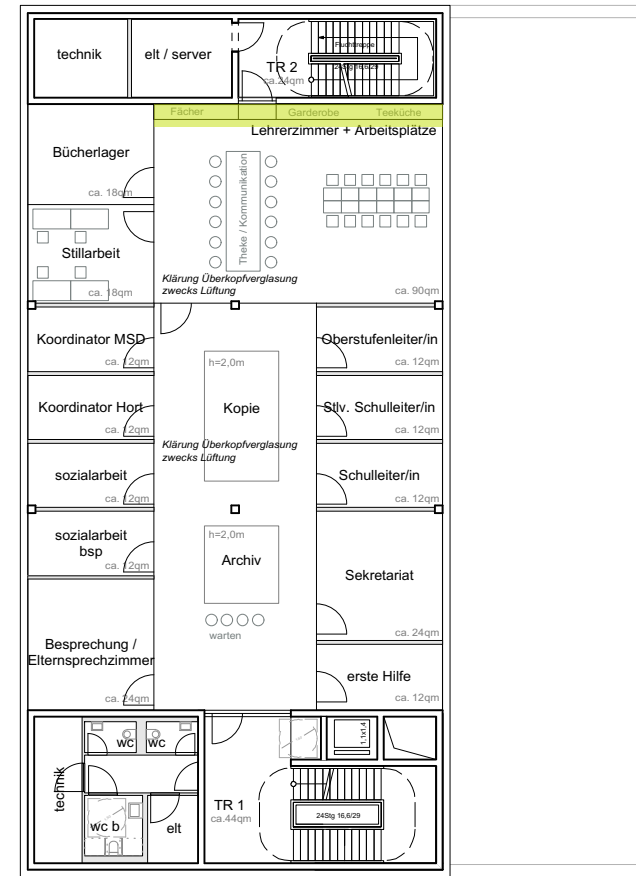 technik
elt / server
TR 2
ca.24qm
Fluchttreppe
24Stg 16,6/29
Fächer
Garderobe
Teeküche
Lehrerzimmer + Arbeitsplätze
Bücherlager
ca. 18qm
Theke / Kommunikation
Stillarbeit
ca. 18qm
Klärung Überkopfverglasung
zwecks Lüftung
ca. 90qm
Koordinator MSD
ca. 12qm
h=2,0m
Oberstufenleiter/in
ca. 12qm
Koordinator Hort
ca. 12qm
Kopie
Stlv. Schulleiter/in
ca. 12qm
Klärung Überkopfverglasung
zwecks Lüftung
sozialarbeit
ca. 12qm
Schulleiter/in
ca. 12qm
sozialarbeit
bsp
ca. 12qm
h=2,0m
Archiv
Sekretariat
ca. 24qm
warten
Besprechung /
Elternsprechzimmer
ca. 24qm
erste Hilfe
ca. 12qm
wc
wc
1,1x1,4
technik
wc b
elt
TR 1
ca.44qm
24Stg 16,6/29